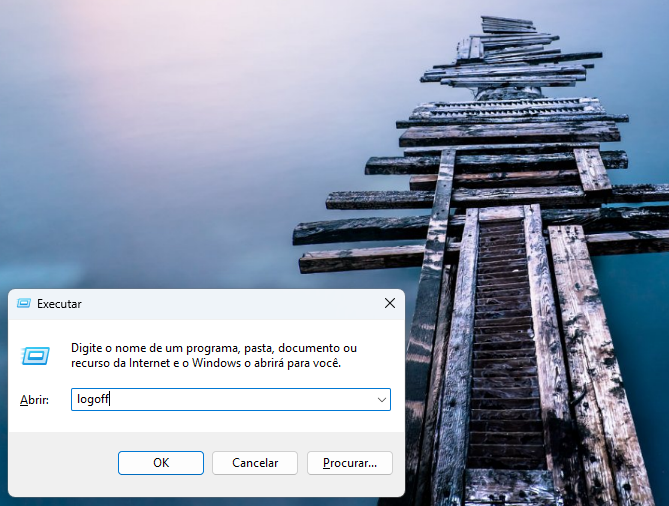 Executar
Digite o nome de um programa, pasta, documento ou
recurso da Internet e o Windows o abrirá para você.
Abrir: logoff
OK Cancelar Procurar...